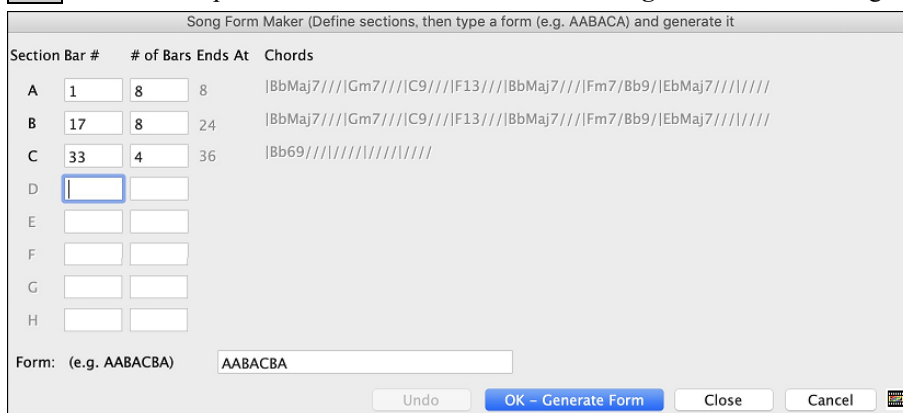 Song Form Maker (Define sections, then type a form (e.g. AABACA) and generate it
Section Bar # # of Bars Ends At Chords
A 1 8 8 |BbMaj7///|Gm7///|C9///|F13///|BbMaj7///|Fm7/Bb9/|EbMaj7///|////
B 17 8 24 |BbMaj7///|Gm7///|C9///|F13///|BbMaj7///|Fm7/Bb9/|EbMaj7///|////
C 33 4 36 |Bb69///|////|////|////
D
E
F
G
H
Form: (e.g. AABACBA) AABACBA
Undo OK - Generate Form Close Cancel